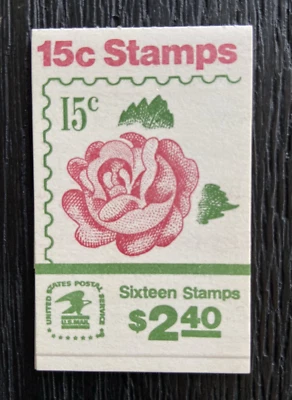 15c Stamps
15c
UNITED STATES POSTAL SERVICE
U.S.MAIL
Sixteen Stamps
$2.40